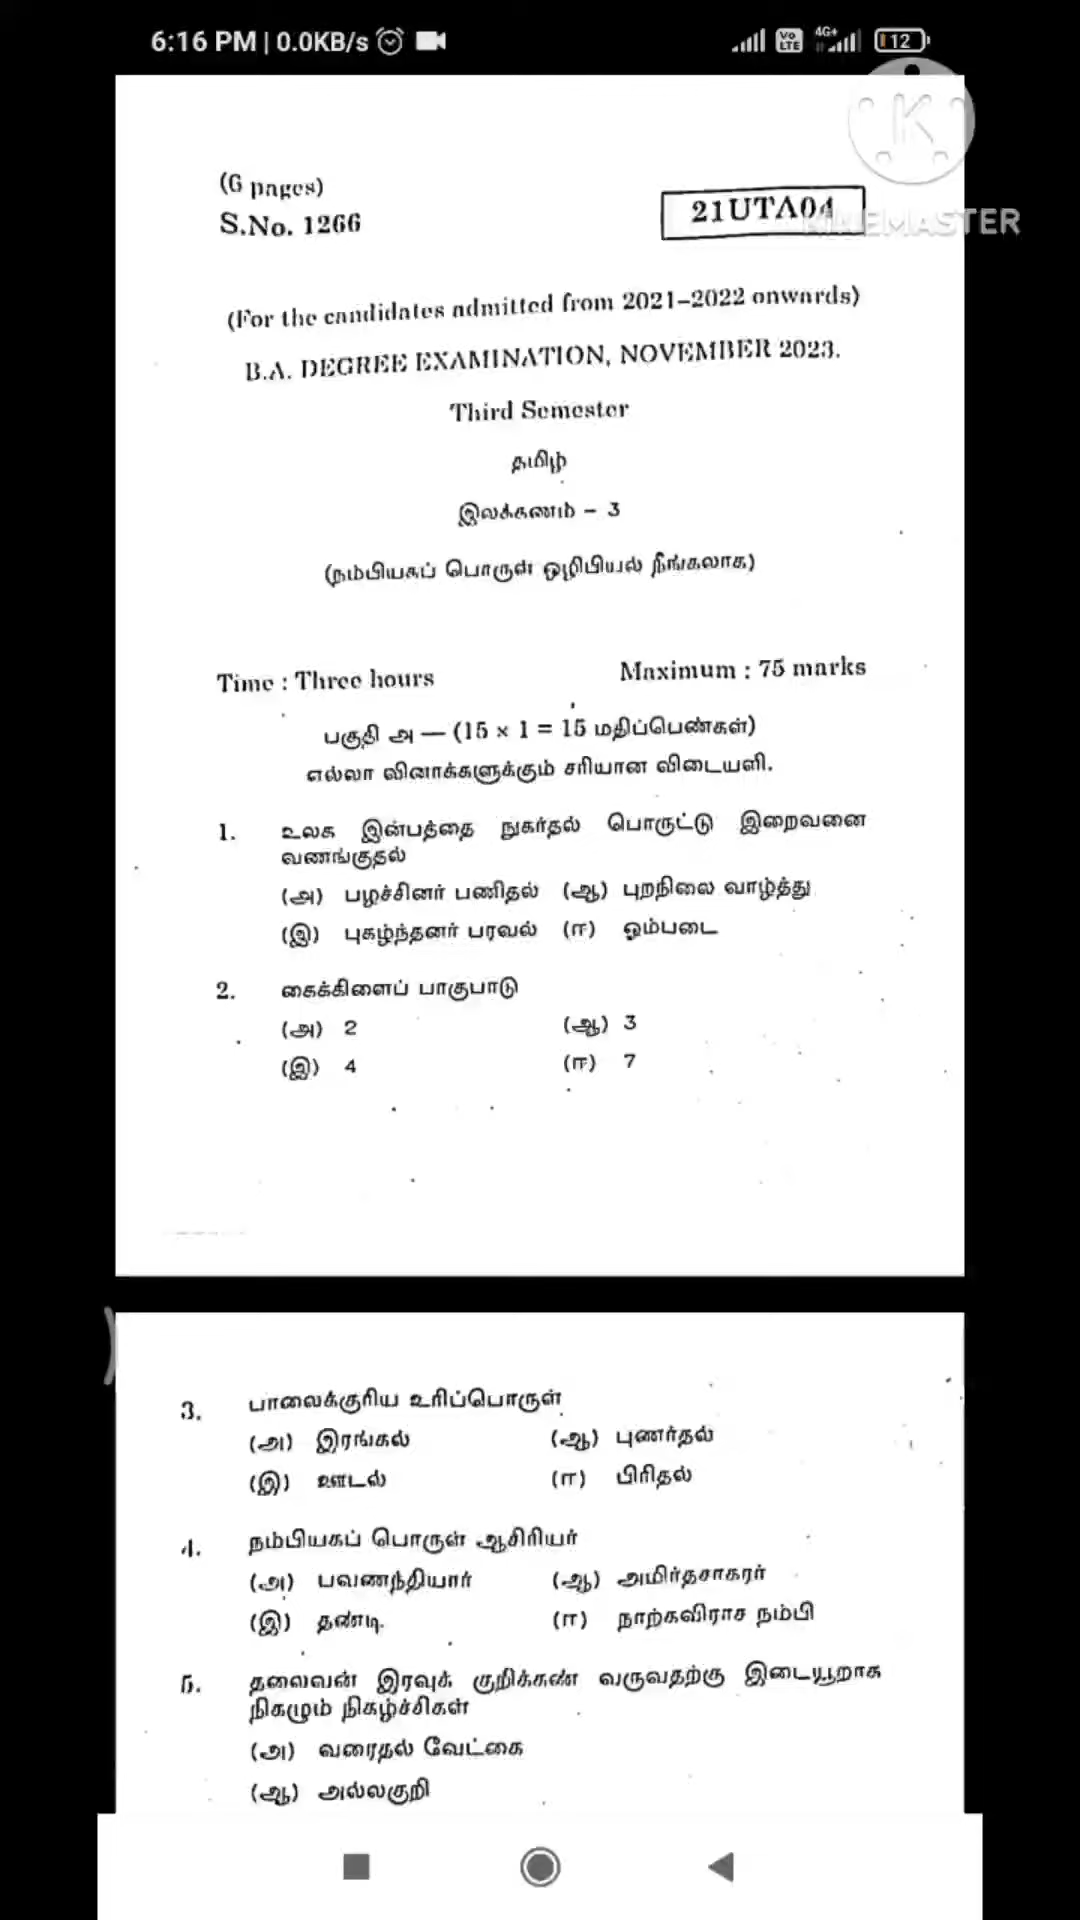 6:16 PM | 0.0KB/s
Vo LTE 4G+ 12
K
KINEMASTER
(6 pages)
S.No. 1266
21UTA04
(For the candidates admitted from 2021–2022 onwards)
B.A. DEGREE EXAMINATION, NOVEMBER 2023.
Third Semester
தமிழ்
இலக்கணம் – 3
(நம்பியகப் பொருள் ஒழிபியல் நீங்கலாக)
Time : Three hours Maximum : 75 marks
பகுதி அ — (15 × 1 = 15 மதிப்பெண்கள்)
எல்லா வினாக்களுக்கும் சரியான விடையளி.
1. உலக இன்பத்தை நுகர்தல் பொருட்டு இறைவனை
வணங்குதல்
(அ) பழச்சினர் பணிதல் (ஆ) புறநிலை வாழ்த்து
(இ) புகழ்ந்தனர் பரவல் (ஈ) ஓம்படை
2. கைக்கிளைப் பாகுபாடு
(அ) 2 (ஆ) 3
(இ) 4 (ஈ) 7
3. பாலைக்குரிய உரிப்பொருள்
(அ) இரங்கல் (ஆ) புணர்தல்
(இ) ஊடல் (ஈ) பிரிதல்
4. நம்பியகப் பொருள் ஆசிரியர்
(அ) பவணந்தியார் (ஆ) அமிர்தசாகரர்
(இ) தண்டி. (ஈ) நாற்கவிராச நம்பி
5. தலைவன் இரவுக் குறிக்கண் வருவதற்கு இடையூறாக
நிகழும் நிகழ்ச்சிகள்
(அ) வரைதல் வேட்கை
(ஆ) அல்லகுறி